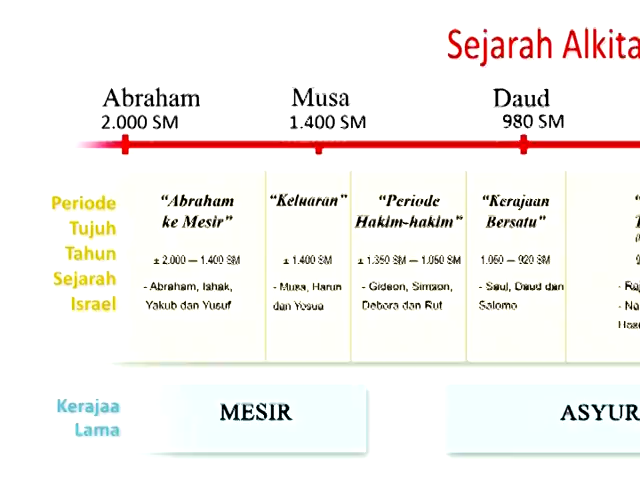 Sejarah Alkita
Abraham
2.000 SM
Musa
1.400 SM
Daud
980 SM
Periode
Tujuh
Tahun
Sejarah
Israel
“Abraham
ke Mesir”
± 2.000 — 1.400 SM
- Abraham, Ishak,
Yakub dan Yusuf
“Keluaran”
± 1.400 SM
- Musa, Harun
dan Yosua
“Periode
Hakim-hakim”
± 1.350 SM — 1.050 SM
- Gideon, Simson,
Debora dan Rut
“Kerajaan
Bersatu”
1.050 — 920 SM
- Saul, Daud dan
Salomo
Kerajaa
Lama
MESIR
ASYUR